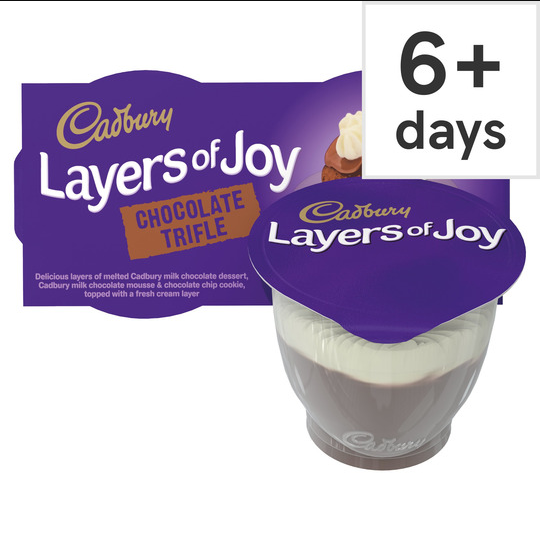 6+
days
Cadbury
Layers of Joy
CHOCOLATE
TRIFLE
Delicious layers of melted Cadbury milk chocolate dessert,
Cadbury milk chocolate mousse & chocolate chip cookie,
topped with a fresh cream layer
Cadbury
Layers of Joy
Cadbury